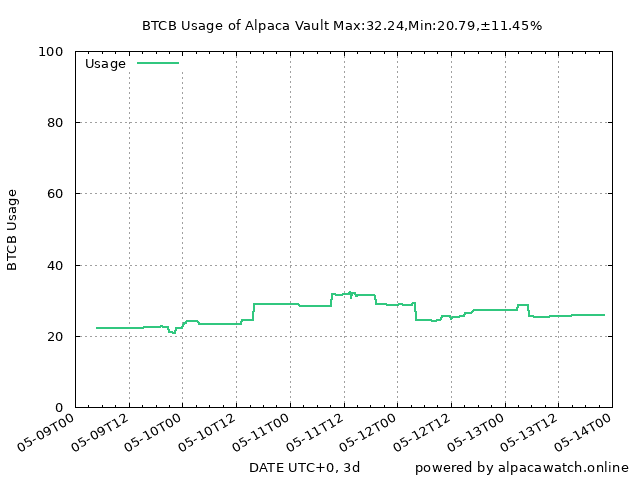 BTCB Usage of Alpaca Vault Max:32.24,Min:20.79,±11.45%
Usage
100
80
60
40
20
0
BTCB Usage
05-09T00
05-09T12
05-10T00
05-10T12
05-11T00
05-11T12
05-12T00
05-12T12
05-13T00
05-13T12
05-14T00
DATE UTC+0, 3d
powered by alpacawatch.online